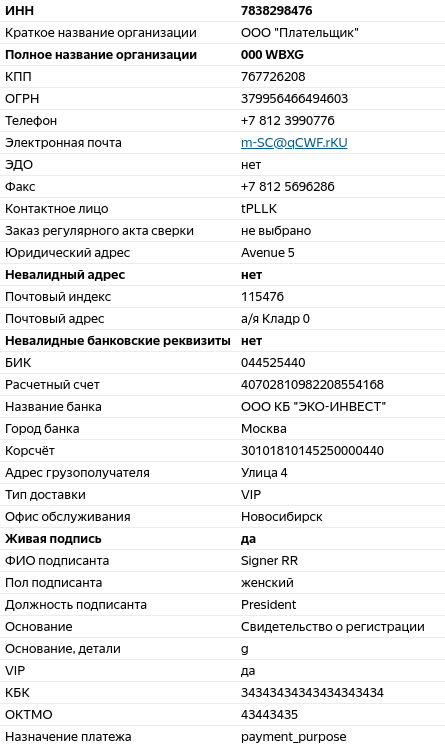 ИНН 7838298476
Краткое название организации ООО "Плательщик"
Полное название организации 000 WBXG
КПП 767726208
ОГРН 379956466494603
Телефон +7 812 3990776
Электронная почта m-SC@qCWF.rKU
ЭДО нет
Факс +7 812 5696286
Контактное лицо tPLLK
Заказ регулярного акта сверки не выбрано
Юридический адрес Avenue 5
Невалидный адрес нет
Почтовый индекс 115476
Почтовый адрес а/я Кладр 0
Невалидные банковские реквизиты нет
БИК 044525440
Расчетный счет 40702810982208554168
Название банка ООО КБ "ЭКО-ИНВЕСТ"
Город банка Москва
Корсчёт 30101810145250000440
Адрес грузополучателя Улица 4
Тип доставки VIP
Офис обслуживания Новосибирск
Живая подпись да
ФИО подписанта Signer RR
Пол подписанта женский
Должность подписанта President
Основание Свидетельство о регистрации
Основание, детали g
VIP да
КБК 34343434343434343434
ОКТМО 43443435
Назначение платежа payment_purpose